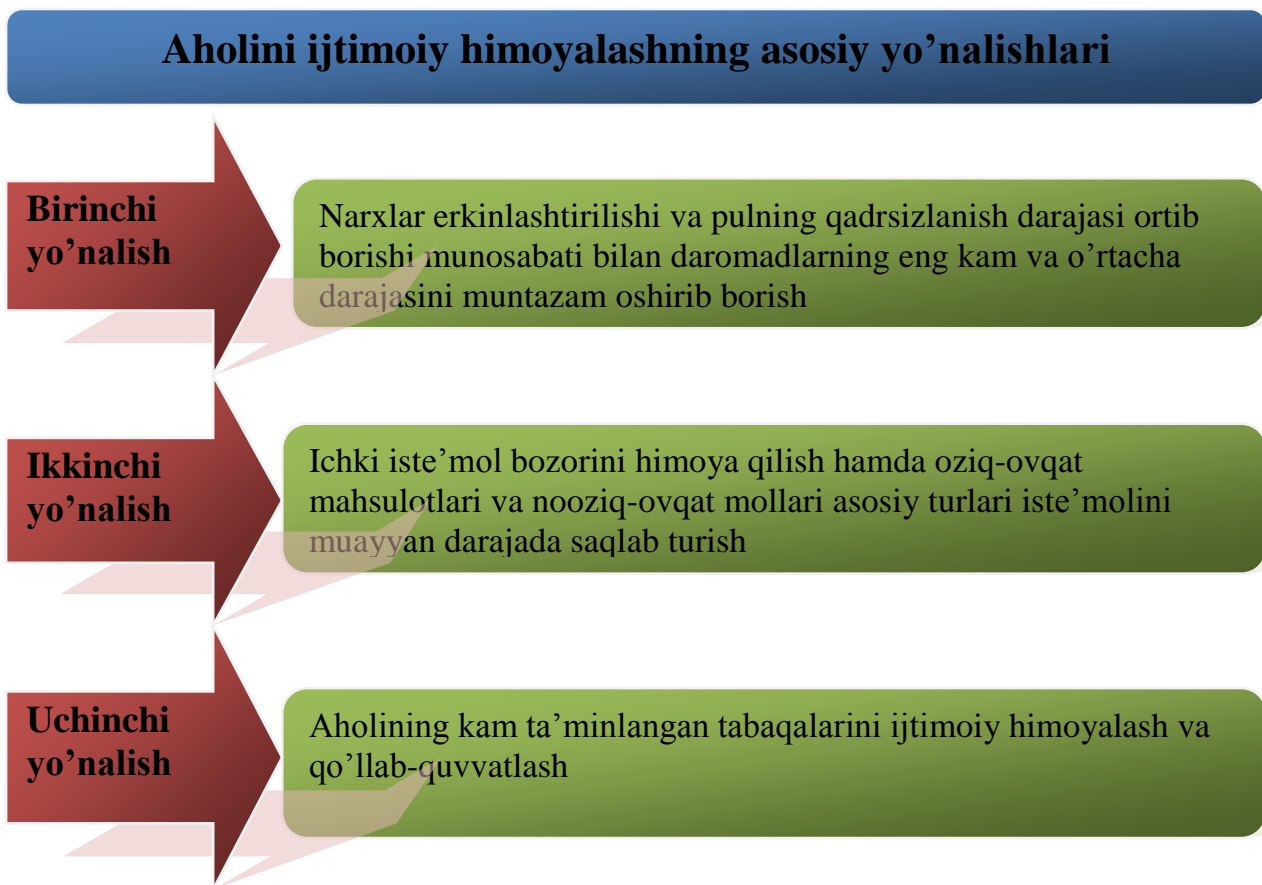 Aholini ijtimoiy himoyalashning asosiy yo’nalishlari
Birinchi
yo’nalish
Narxlar erkinlashtirilishi va pulning qadrsizlanish darajasi ortib
borishi munosabati bilan daromadlarning eng kam va o’rtacha
darajasini muntazam oshirib borish
Ikkinchi
yo’nalish
Ichki iste’mol bozorini himoya qilish hamda oziq-ovqat
mahsulotlari va nooziq-ovqat mollari asosiy turlari iste’molini
muayyan darajada saqlab turish
Uchinchi
yo’nalish
Aholining kam ta’minlangan tabaqalarini ijtimoiy himoyalash va
qo’llab-quvvatlash